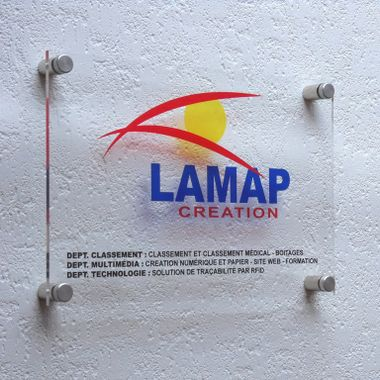 LAMAP
CREATION
DEPT. CLASSEMENT : CLASSEMENT ET CLASSEMENT MÉDICAL - BOITAGES
DEPT. MULTIMEDIA : CREATION NUMÉRIQUE ET PAPIER - SITE WEB - FORMATION
DEPT. TECHNOLOGIE : SOLUTION DE TRAÇABILITÉ PAR RFID